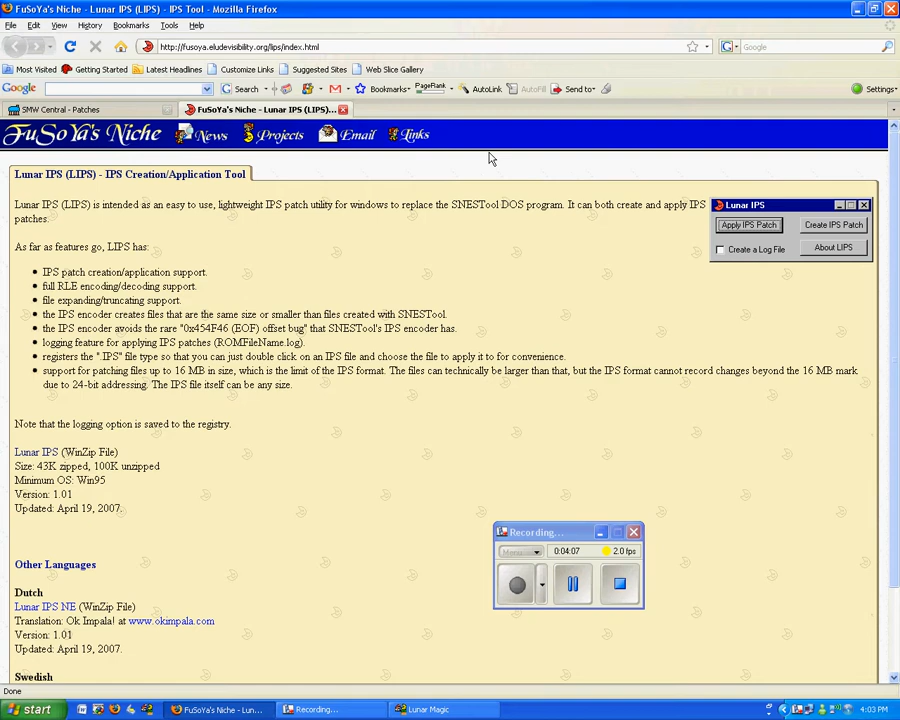 FuSoYa's Niche - Lunar IPS (LIPS) - IPS Tool - Mozilla Firefox
File Edit View History Bookmarks Tools Help
http://fusoya.eludevisibility.org/lips/index.html
Google
Most Visited Getting Started Latest Headlines Customize Links Suggested Sites Web Slice Gallery
Google Search Bookmarks PageRank AutoLink AutoFill Send to Settings
SMW Central - Patches FuSoYa's Niche - Lunar IPS (LIPS)...
FuSoYa's Niche News Projects Email Links
Lunar IPS (LIPS) - IPS Creation/Application Tool
Lunar IPS (LIPS) is intended as an easy to use, lightweight IPS patch utility for windows to replace the SNESTool DOS program. It can both create and apply IPS
patches.
Lunar IPS
Apply IPS Patch Create IPS Patch
Create a Log File About LIPS
As far as features go, LIPS has:
IPS patch creation/application support.
full RLE encoding/decoding support.
file expanding/truncating support.
the IPS encoder creates files that are the same size or smaller than files created with SNESTool.
the IPS encoder avoids the rare "0x454F46 (EOF) offset bug" that SNESTool's IPS encoder has.
logging feature for applying IPS patches (ROMFileName.log).
registers the ".IPS" file type so that you can just double click on an IPS file and choose the file to apply it to for convenience.
support for patching files up to 16 MB in size, which is the limit of the IPS format. The files can technically be larger than that, but the IPS format cannot record changes beyond the 16 MB mark
due to 24-bit addressing. The IPS file itself can be any size.
Note that the logging option is saved to the registry.
Lunar IPS (WinZip File)
Size: 43K zipped, 100K unzipped
Minimum OS: Win95
Version: 1.01
Updated: April 19, 2007.
Recording...
Menu 0:04:07 2.0 fps
Other Languages
Dutch
Lunar IPS NE (WinZip File)
Translation: Ok Impala! at www.okimpala.com
Version: 1.01
Updated: April 19, 2007.
Swedish
Done
start FuSoYa's Niche - Lun... Recording... Lunar Magic 4:03 PM